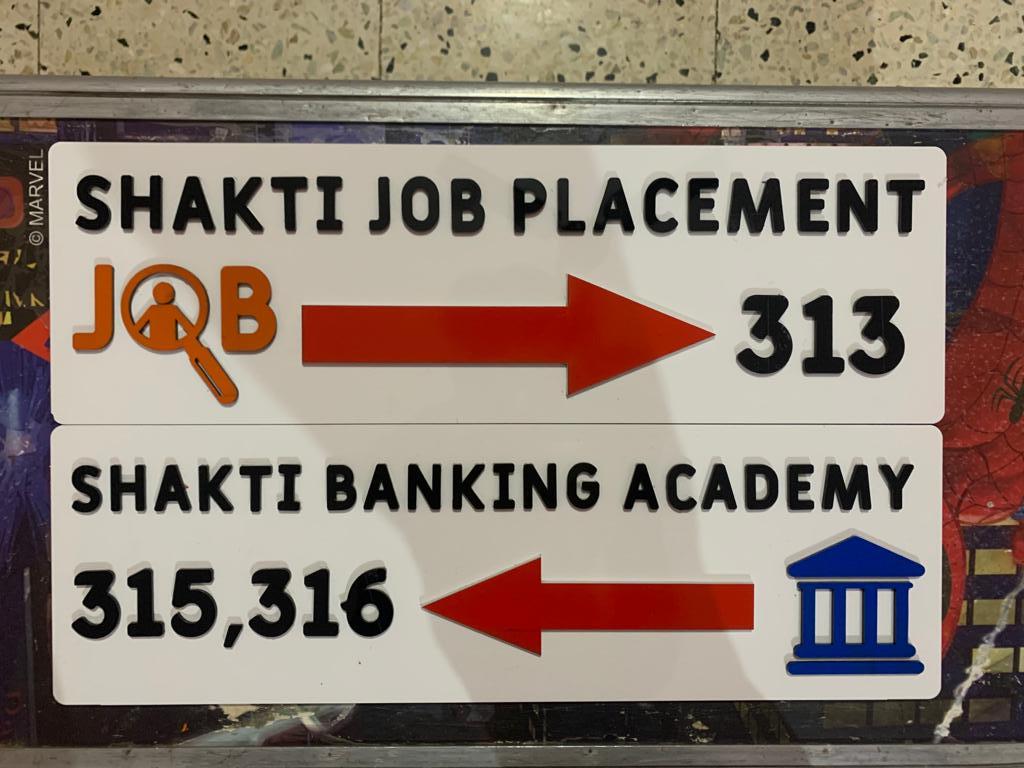 © MARVEL
SHAKTI JOB PLACEMENT
JOB
313
SHAKTI BANKING ACADEMY
315,316